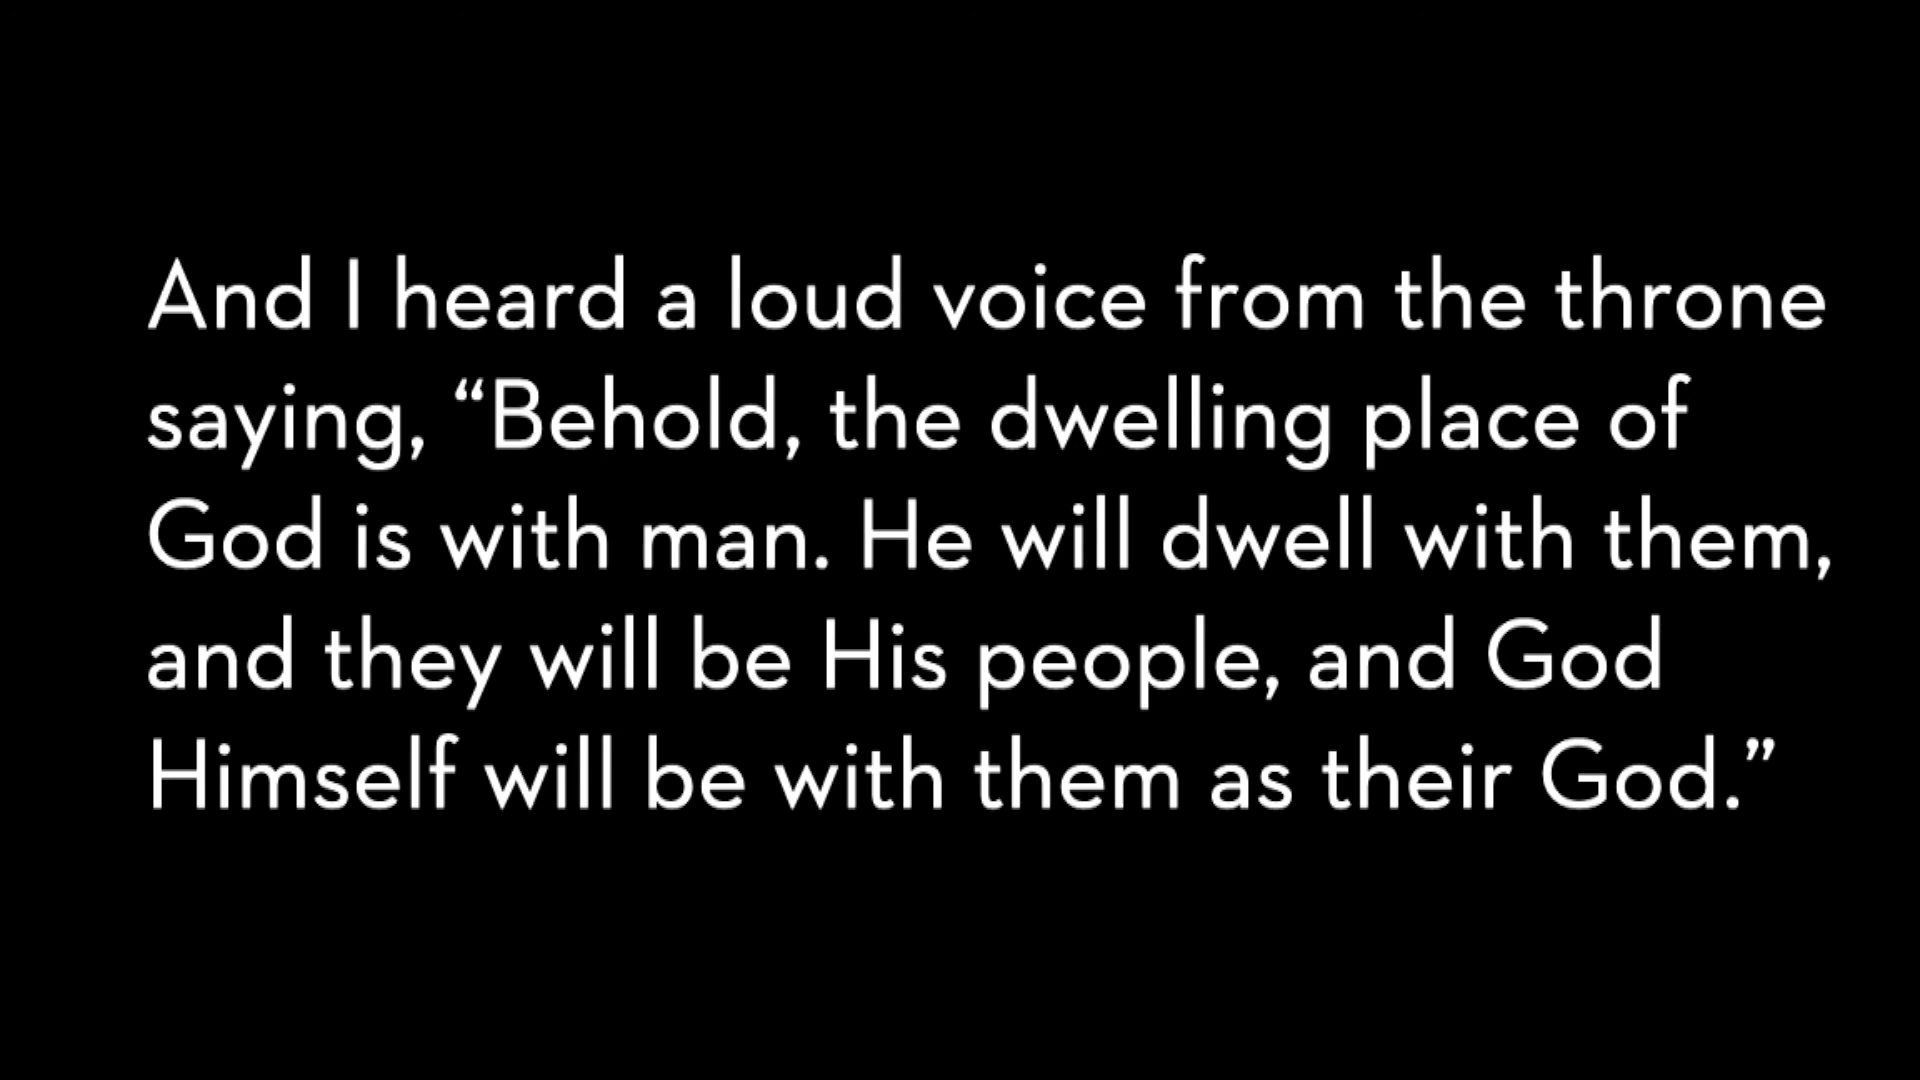 And I heard a loud voice from the throne
saying, “Behold, the dwelling place of
God is with man. He will dwell with them,
and they will be His people, and God
Himself will be with them as their God.”